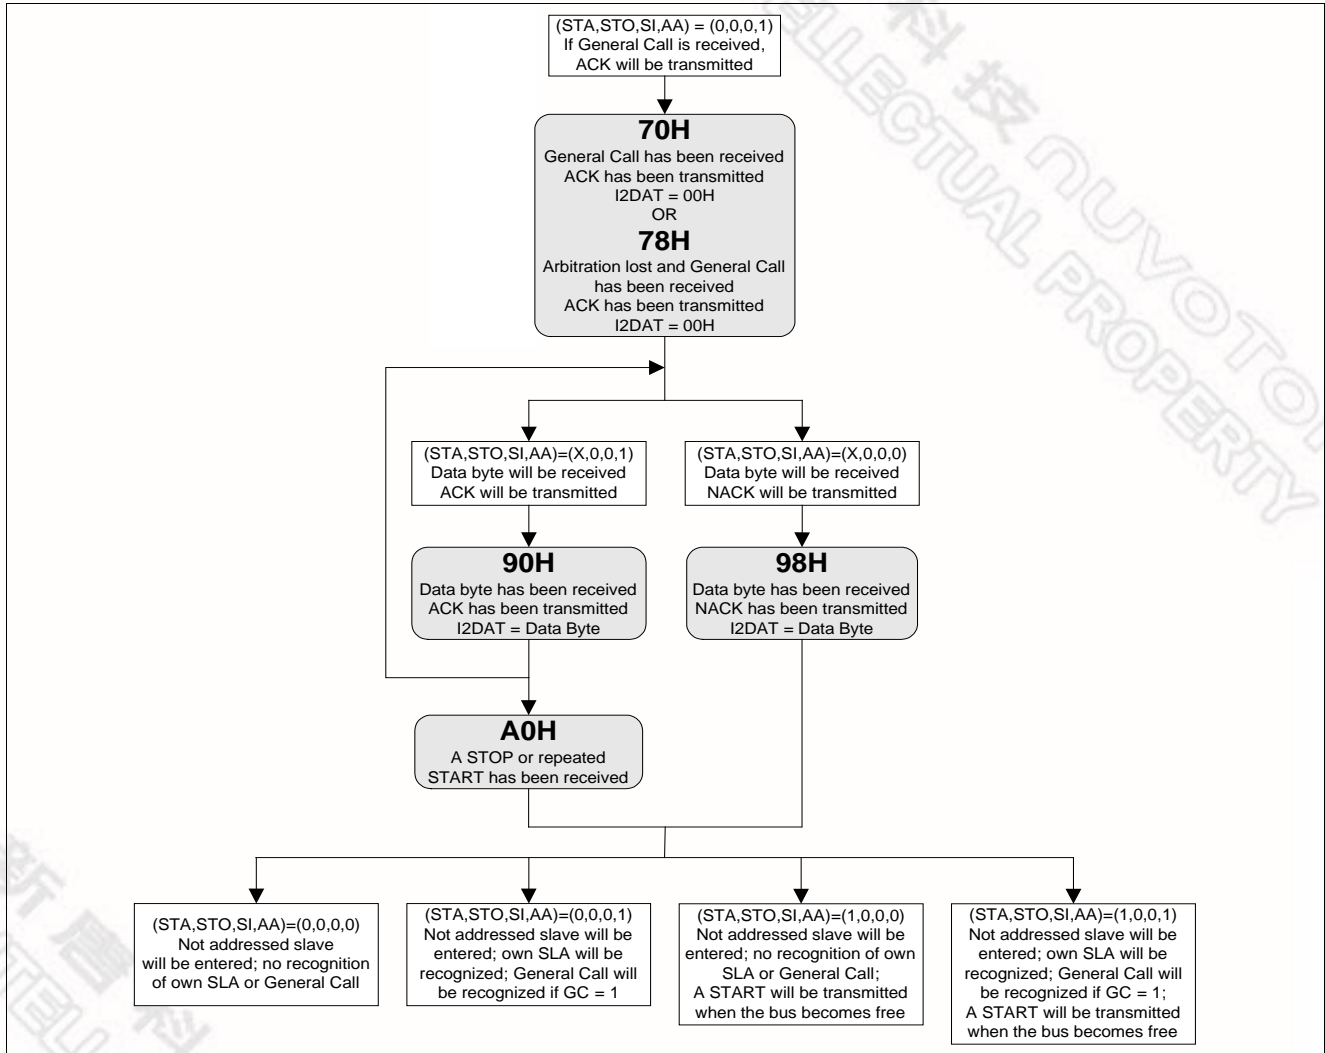 (STA,STO,SI,AA) = (0,0,0,1)
If General Call is received,
ACK will be transmitted
70H
General Call has been received
ACK has been transmitted
I2DAT = 00H
OR
78H
Arbitration lost and General Call
has been received
ACK has been transmitted
I2DAT = 00H
(STA,STO,SI,AA)=(X,0,0,1)
Data byte will be received
ACK will be transmitted
(STA,STO,SI,AA)=(X,0,0,0)
Data byte will be received
NACK will be transmitted
90H
Data byte has been received
ACK has been transmitted
I2DAT = Data Byte
98H
Data byte has been received
NACK has been transmitted
I2DAT = Data Byte
A0H
A STOP or repeated
START has been received
(STA,STO,SI,AA)=(0,0,0,0)
Not addressed slave
will be entered; no recognition
of own SLA or General Call
(STA,STO,SI,AA)=(0,0,0,1)
Not addressed slave will be
entered; own SLA will be
recognized; General Call will
be recognized if GC = 1
(STA,STO,SI,AA)=(1,0,0,0)
Not addressed slave will be
entered; no recognition of own
SLA or General Call;
A START will be transmitted
when the bus becomes free
(STA,STO,SI,AA)=(1,0,0,1)
Not addressed slave will be
entered; own SLA will be
recognized; General Call will
be recognized if GC = 1;
A START will be transmitted
when the bus becomes free
科技 nuvoTo
ELLECTUAL PROPERTY
新唐科